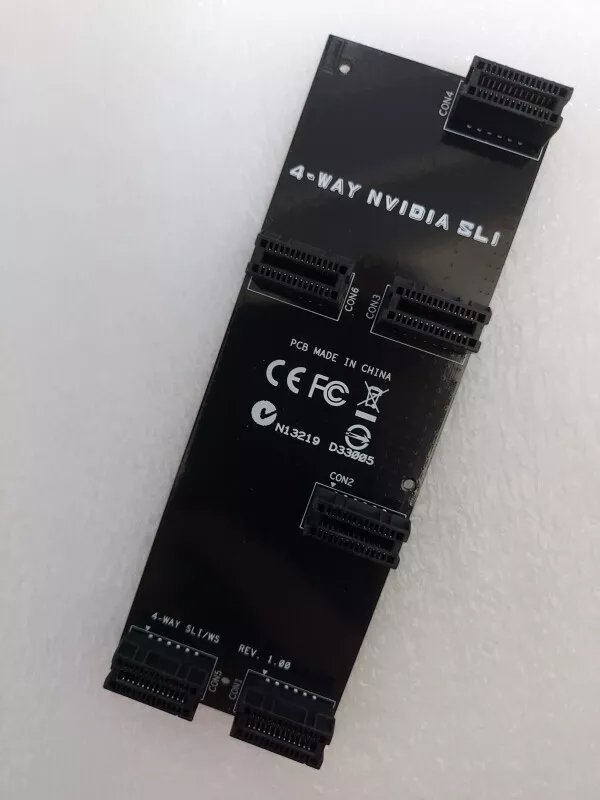 CON4
4-WAY NVIDIA SLI
CON6
CON3
PCB MADE IN CHINA
CE FC
N13219 D33005
CON2
4-WAY SLI/WS
REV. 1.00
CON5
CON1